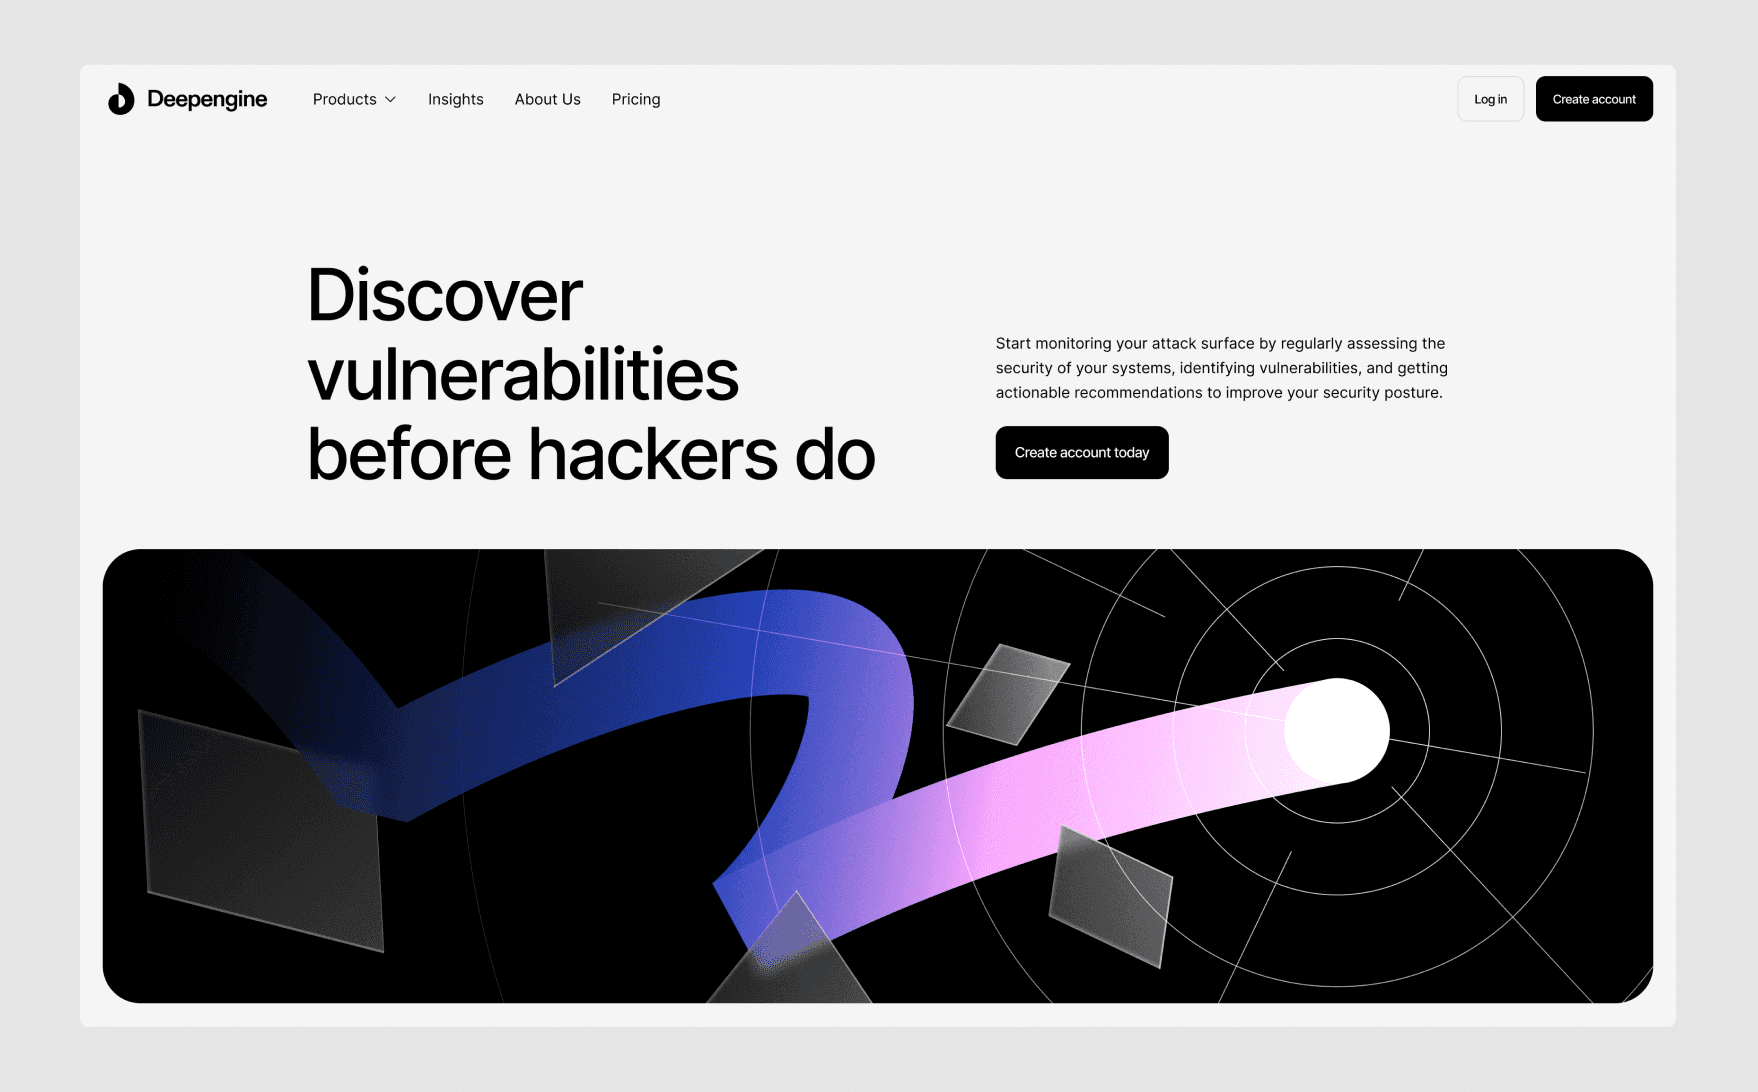 Deepengine
Products
Insights
About Us
Pricing
Log in
Create account
Discover
vulnerabilities
before hackers do
Start monitoring your attack surface by regularly assessing the
security of your systems, identifying vulnerabilities, and getting
actionable recommendations to improve your security posture.
Create account today